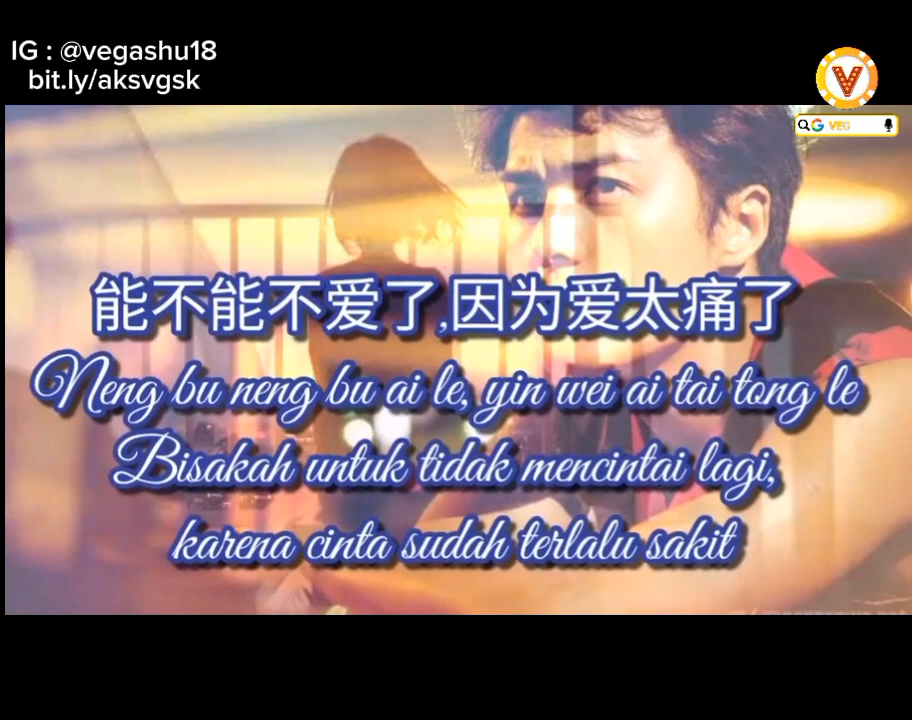 IG : @vegashu18
bit.ly/aksvgsk
V
VEG
能不能不爱了,因为爱太痛了
Neng bu neng bu ai le, yin wei ai tai tong le
Bisakah untuk tidak mencintai lagi,
karena cinta sudah terlalu sakit